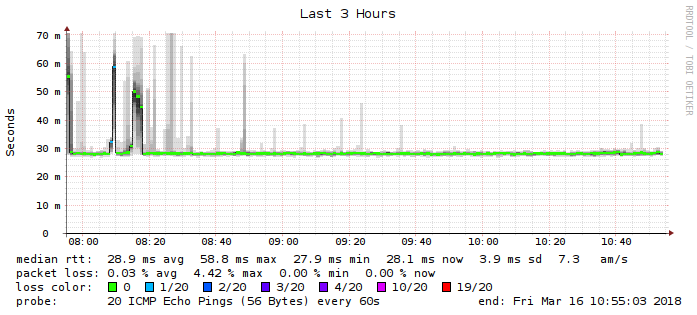 Last 3 Hours
RRDTOOL / TOBI OETIKER
Seconds
70 m
60 m
50 m
40 m
30 m
20 m
10 m
0
08:00 08:20 08:40 09:00 09:20 09:40 10:00 10:20 10:40
median rtt: 28.9 ms avg 58.8 ms max 27.9 ms min 28.1 ms now 3.9 ms sd 7.3 am/s
packet loss: 0.03 % avg 4.42 % max 0.00 % min 0.00 % now
loss color: 0 1/20 2/20 3/20 4/20 10/20 19/20
probe: 20 ICMP Echo Pings (56 Bytes) every 60s end: Fri Mar 16 10:55:03 2018